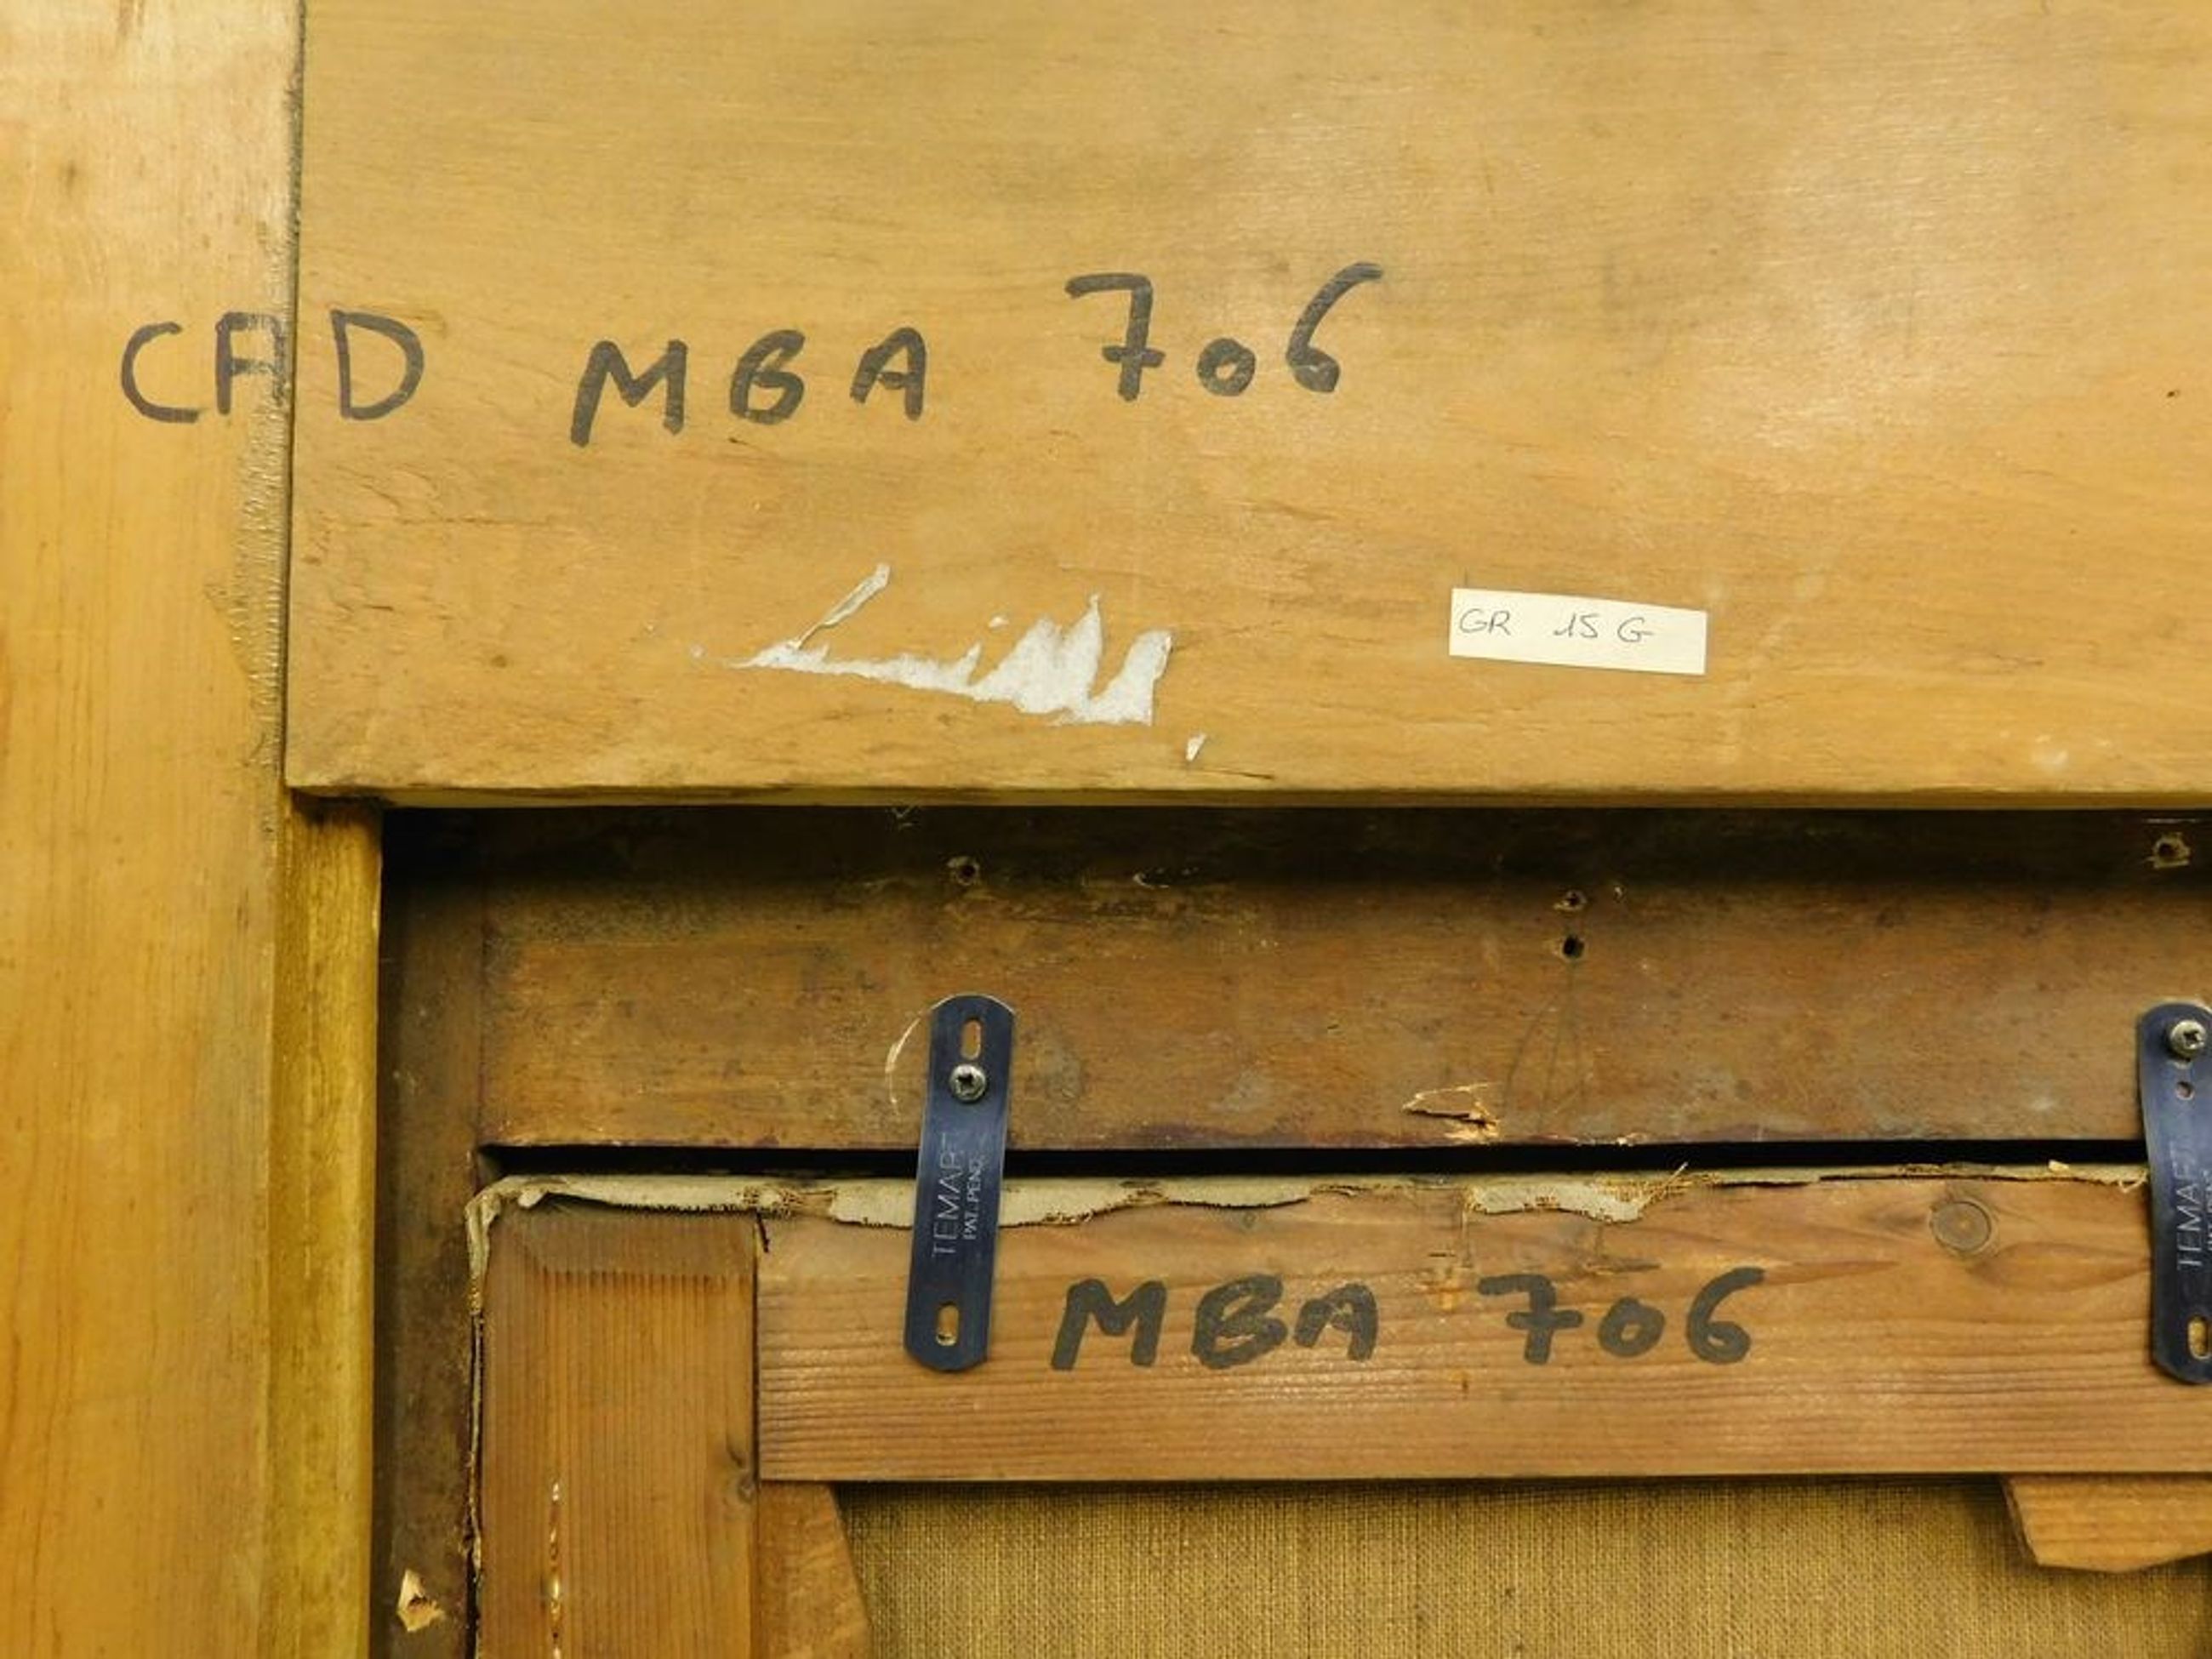 CAD MBA 706
GR 15 G
TEMART
PAT. PEND.
TEMART
MBA 706